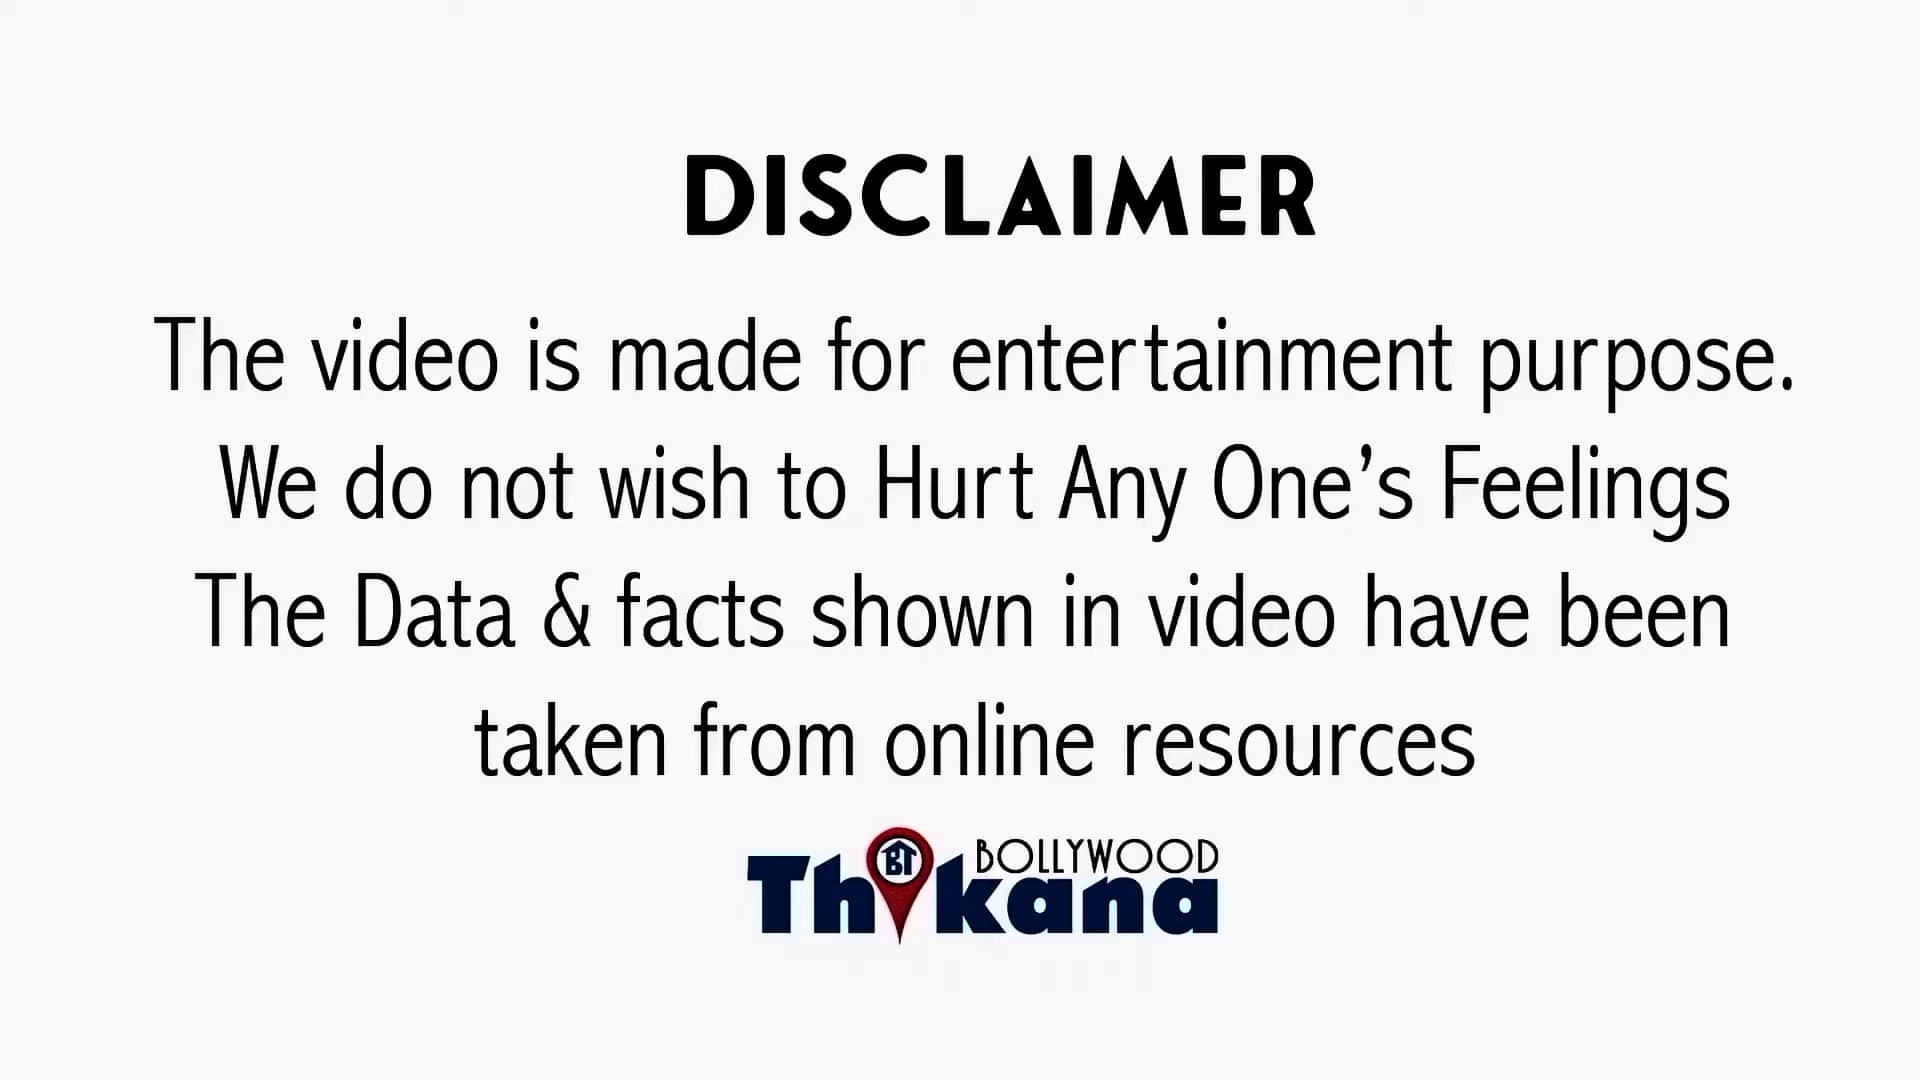 DISCLAIMER
The video is made for entertainment purpose.
We do not wish to Hurt Any One’s Feelings
The Data & facts shown in video have been
taken from online resources
BOLLYWOOD
Thikana
BT